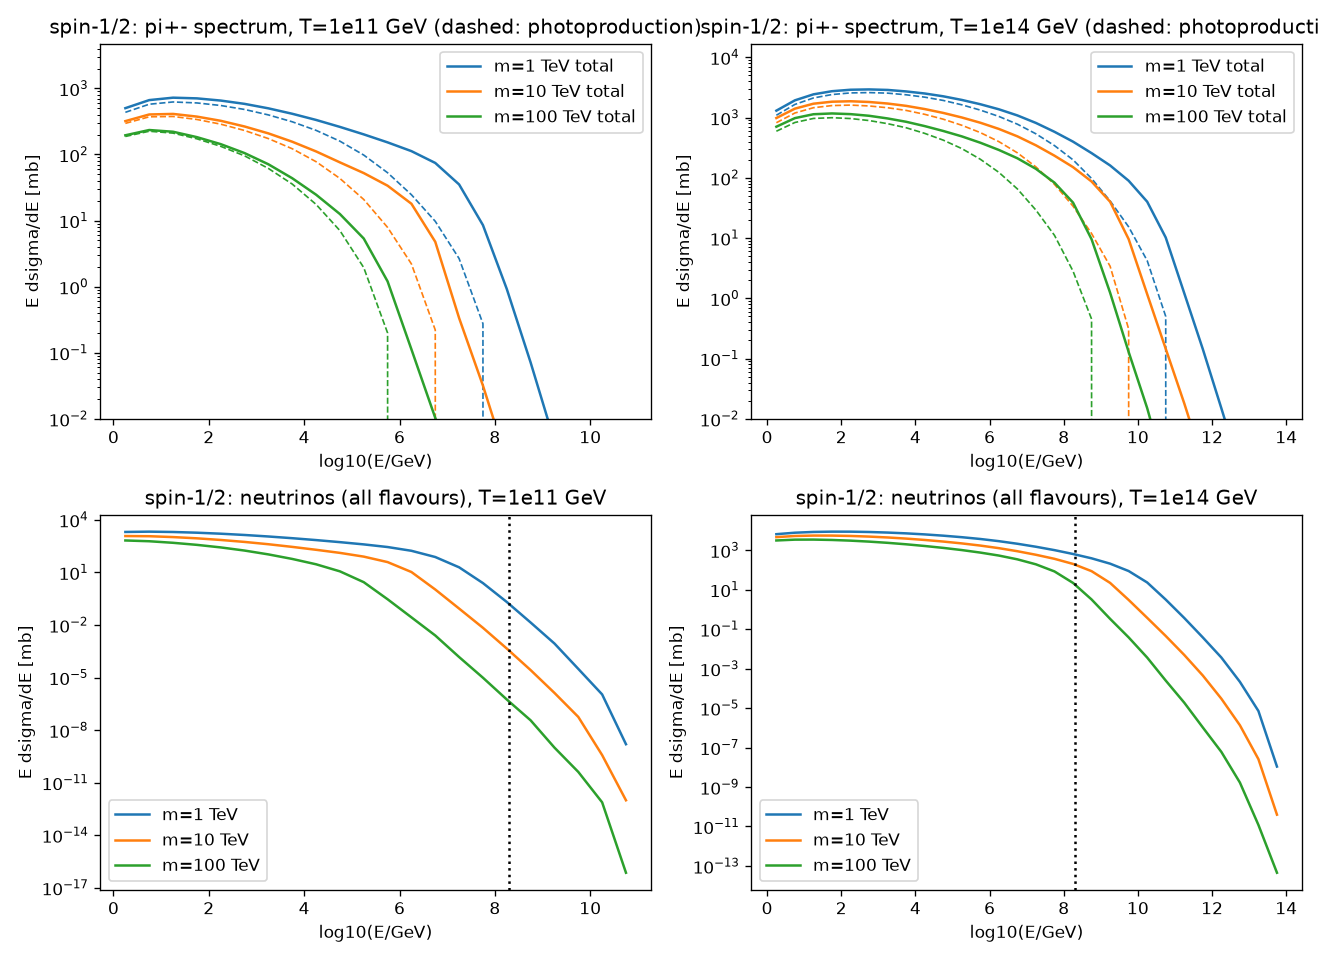 spin-1/2: pi+- spectrum, T=1e11 GeV (dashed: photoproduction)
E dsigma/dE [mb]
10^3
10^2
10^1
10^0
10^-1
10^-2
m=1 TeV total
m=10 TeV total
m=100 TeV total
0 2 4 6 8 10
log10(E/GeV)
spin-1/2: pi+- spectrum, T=1e14 GeV (dashed: photoproducti
E dsigma/dE [mb]
10^4
10^3
10^2
10^1
10^0
10^-1
10^-2
m=1 TeV total
m=10 TeV total
m=100 TeV total
0 2 4 6 8 10 12 14
log10(E/GeV)
spin-1/2: neutrinos (all flavours), T=1e11 GeV
E dsigma/dE [mb]
10^4
10^1
10^-2
10^-5
10^-8
10^-11
10^-14
10^-17
m=1 TeV
m=10 TeV
m=100 TeV
0 2 4 6 8 10
log10(E/GeV)
spin-1/2: neutrinos (all flavours), T=1e14 GeV
E dsigma/dE [mb]
10^3
10^1
10^-1
10^-3
10^-5
10^-7
10^-9
10^-11
10^-13
m=1 TeV
m=10 TeV
m=100 TeV
0 2 4 6 8 10 12 14
log10(E/GeV)